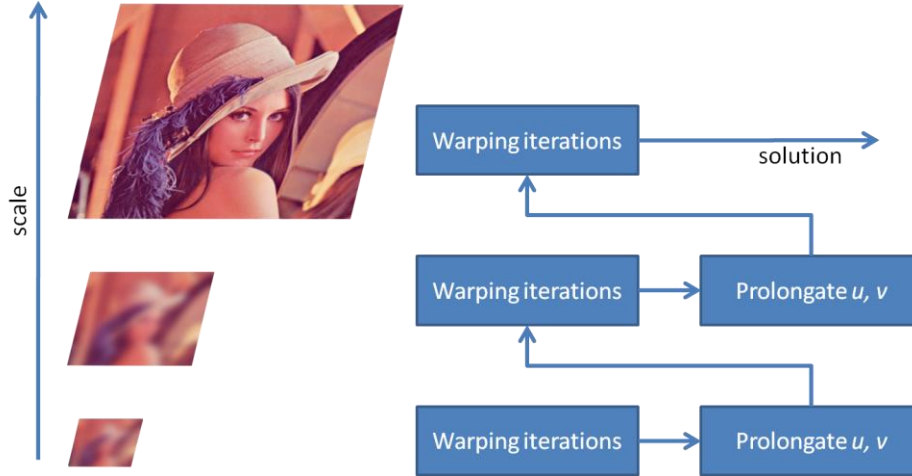 scale
Warping iterations
solution
Warping iterations
Prolongate u, v
Warping iterations
Prolongate u, v